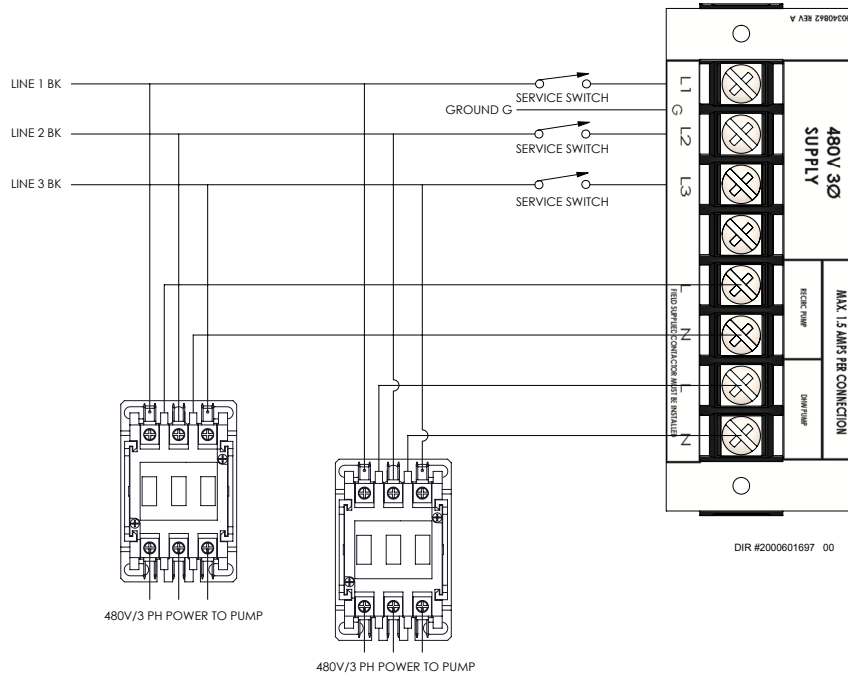 100340862 REV A
LINE 1 BK
SERVICE SWITCH
GROUND G
LINE 2 BK
SERVICE SWITCH
LINE 3 BK
SERVICE SWITCH
L1
G
L2
L3
L
N
L
N
480V 3Ø
SUPPLY
RECIRC PUMP
DHW PUMP
MAX. 1.5 AMPS PER CONNECTION
FIELD SUPPLIED CONTACTOR MUST BE INSTALLED
DIR #2000601697 00
480V/3 PH POWER TO PUMP
480V/3 PH POWER TO PUMP